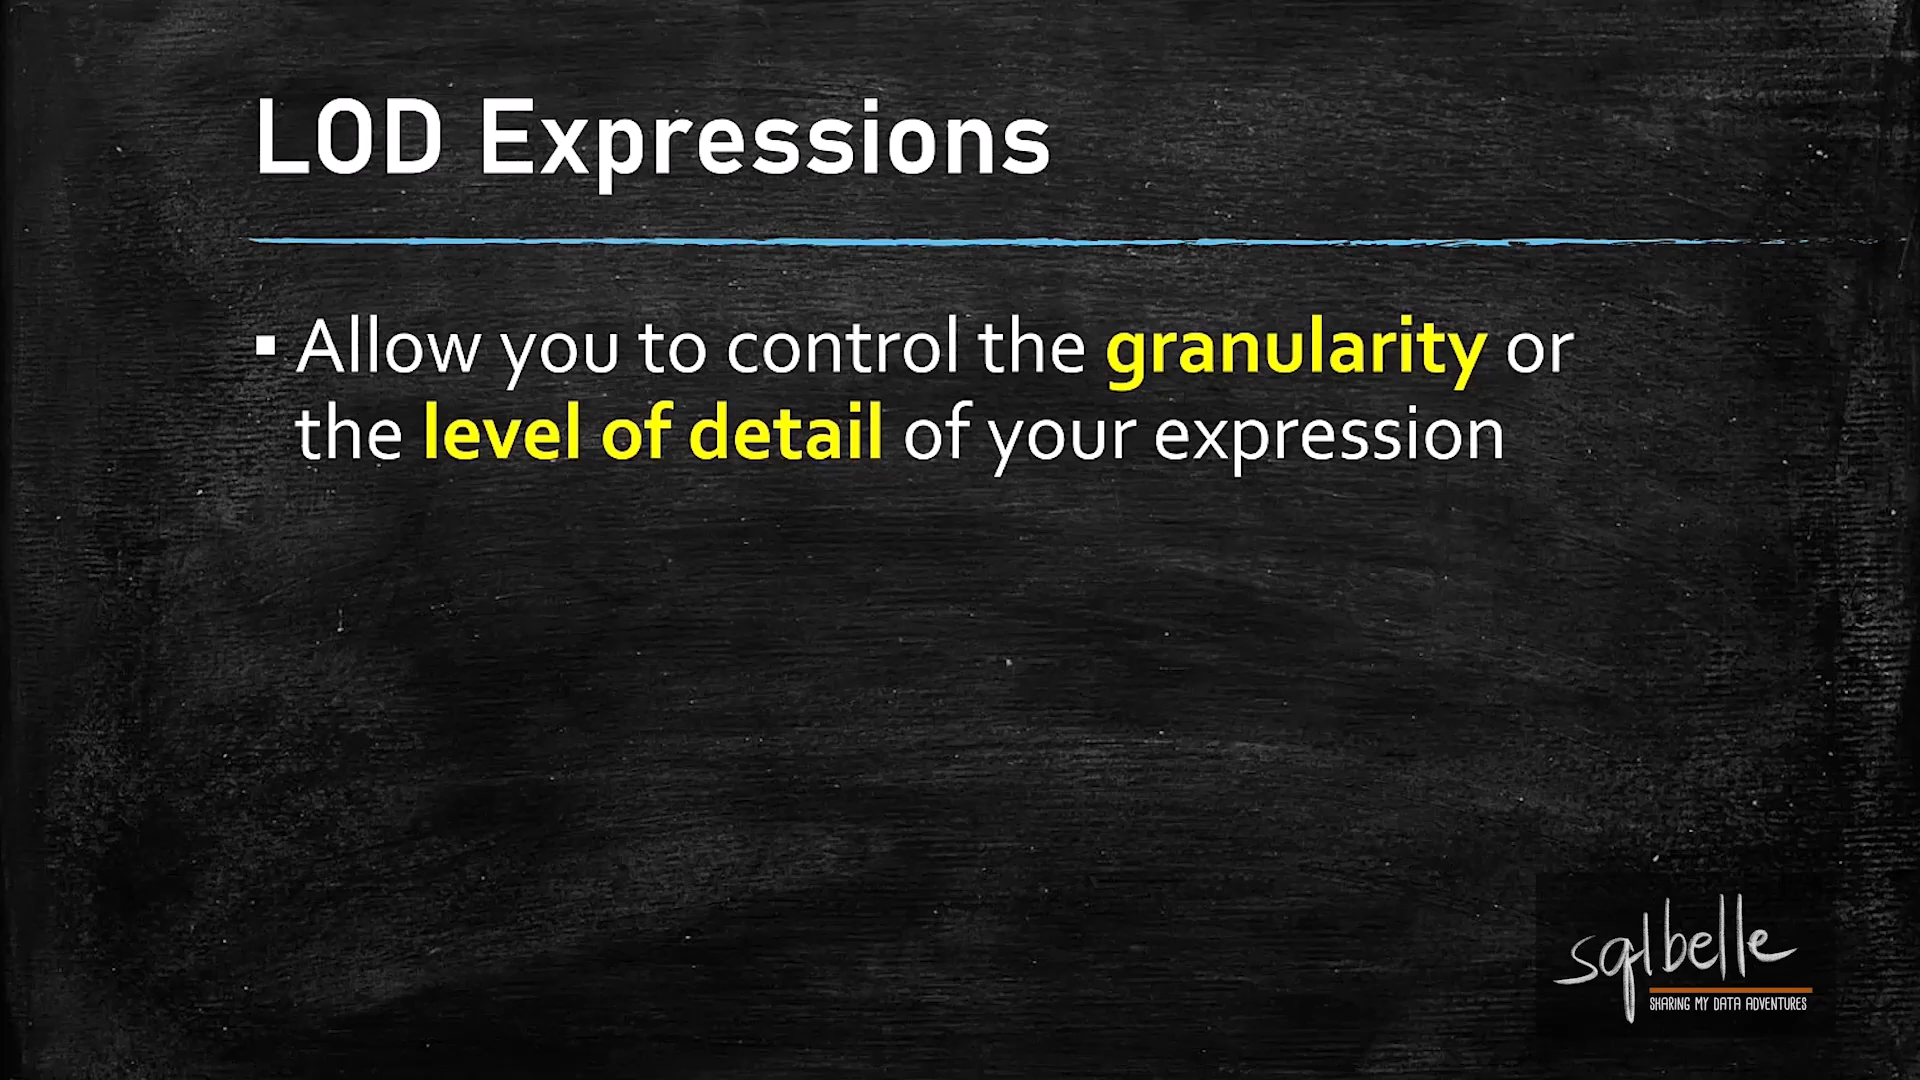 LOD Expressions
▪ Allow you to control the granularity or
the level of detail of your expression
sqlbelle
SHARING MY DATA ADVENTURES